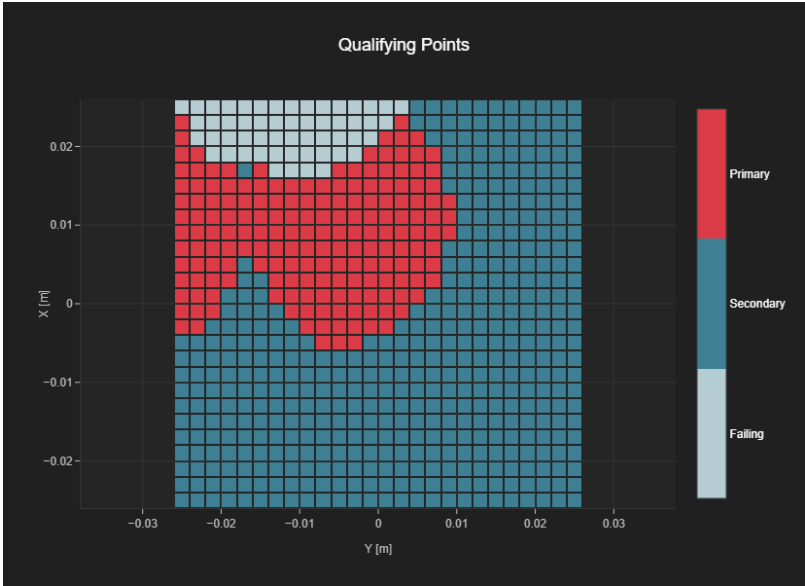 Qualifying Points
Primary
Secondary
Failing
0.02
0.01
0
−0.01
−0.02
X [m]
−0.03
−0.02
−0.01
0
0.01
0.02
0.03
Y [m]